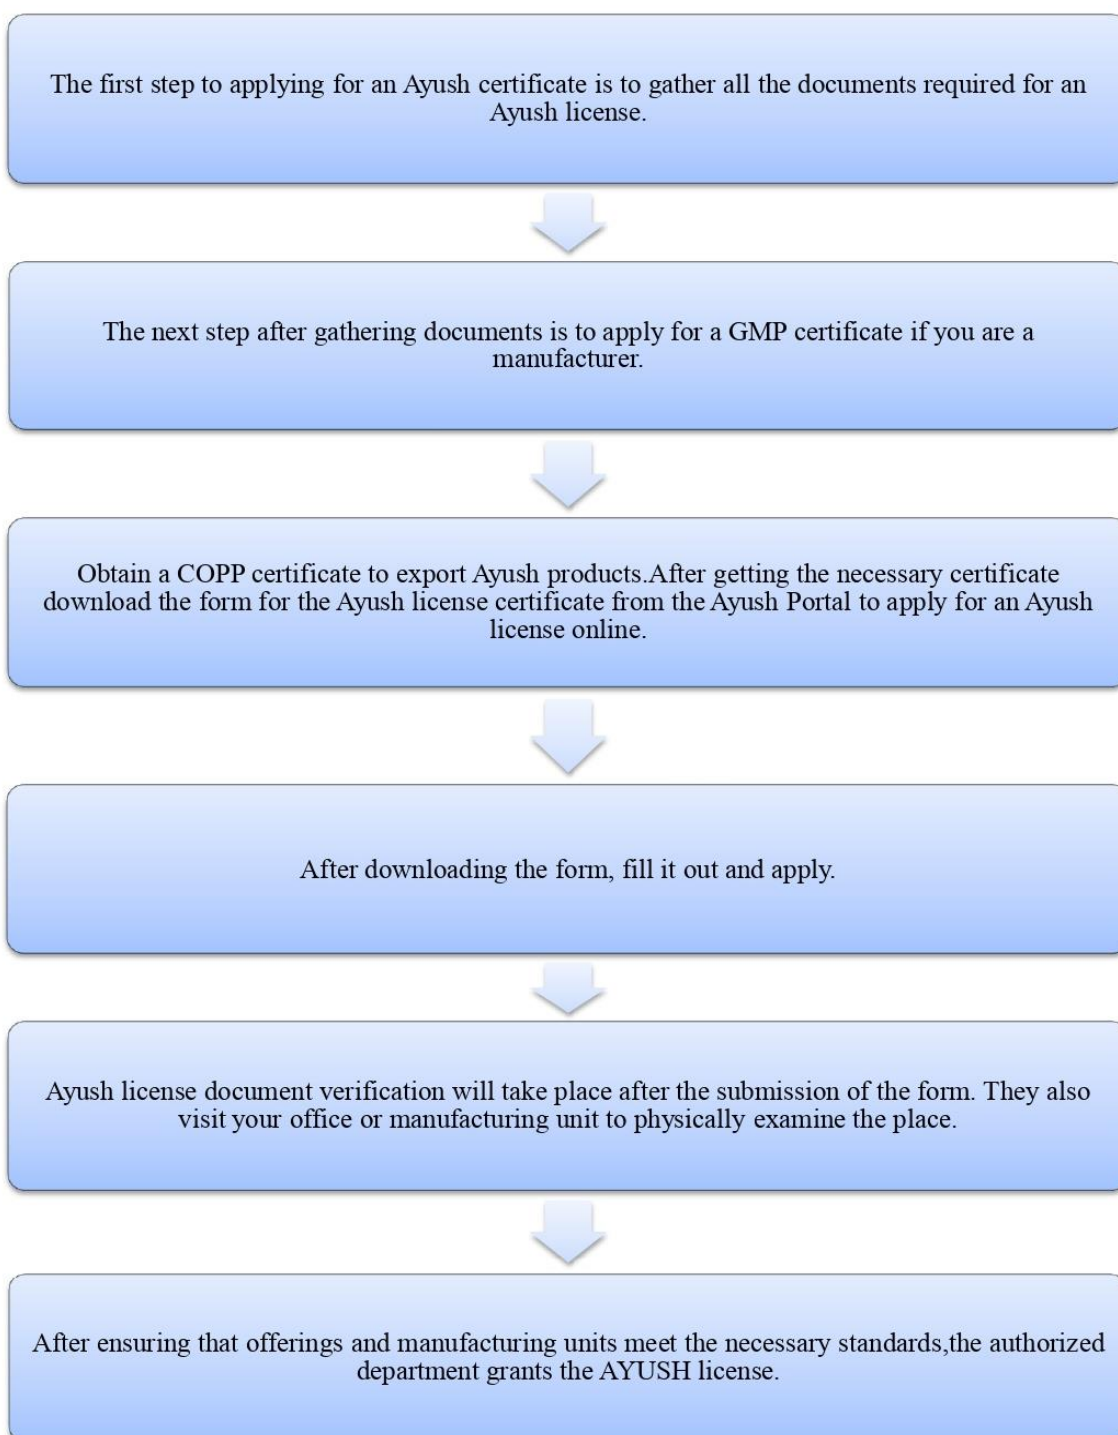 The first step to applying for an Ayush certificate is to gather all the documents required for an
Ayush license.
The next step after gathering documents is to apply for a GMP certificate if you are a
manufacturer.
Obtain a COPP certificate to export Ayush products.After getting the necessary certificate
download the form for the Ayush license certificate from the Ayush Portal to apply for an Ayush
license online.
After downloading the form, fill it out and apply.
Ayush license document verification will take place after the submission of the form. They also
visit your office or manufacturing unit to physically examine the place.
After ensuring that offerings and manufacturing units meet the necessary standards,the authorized
department grants the AYUSH license.